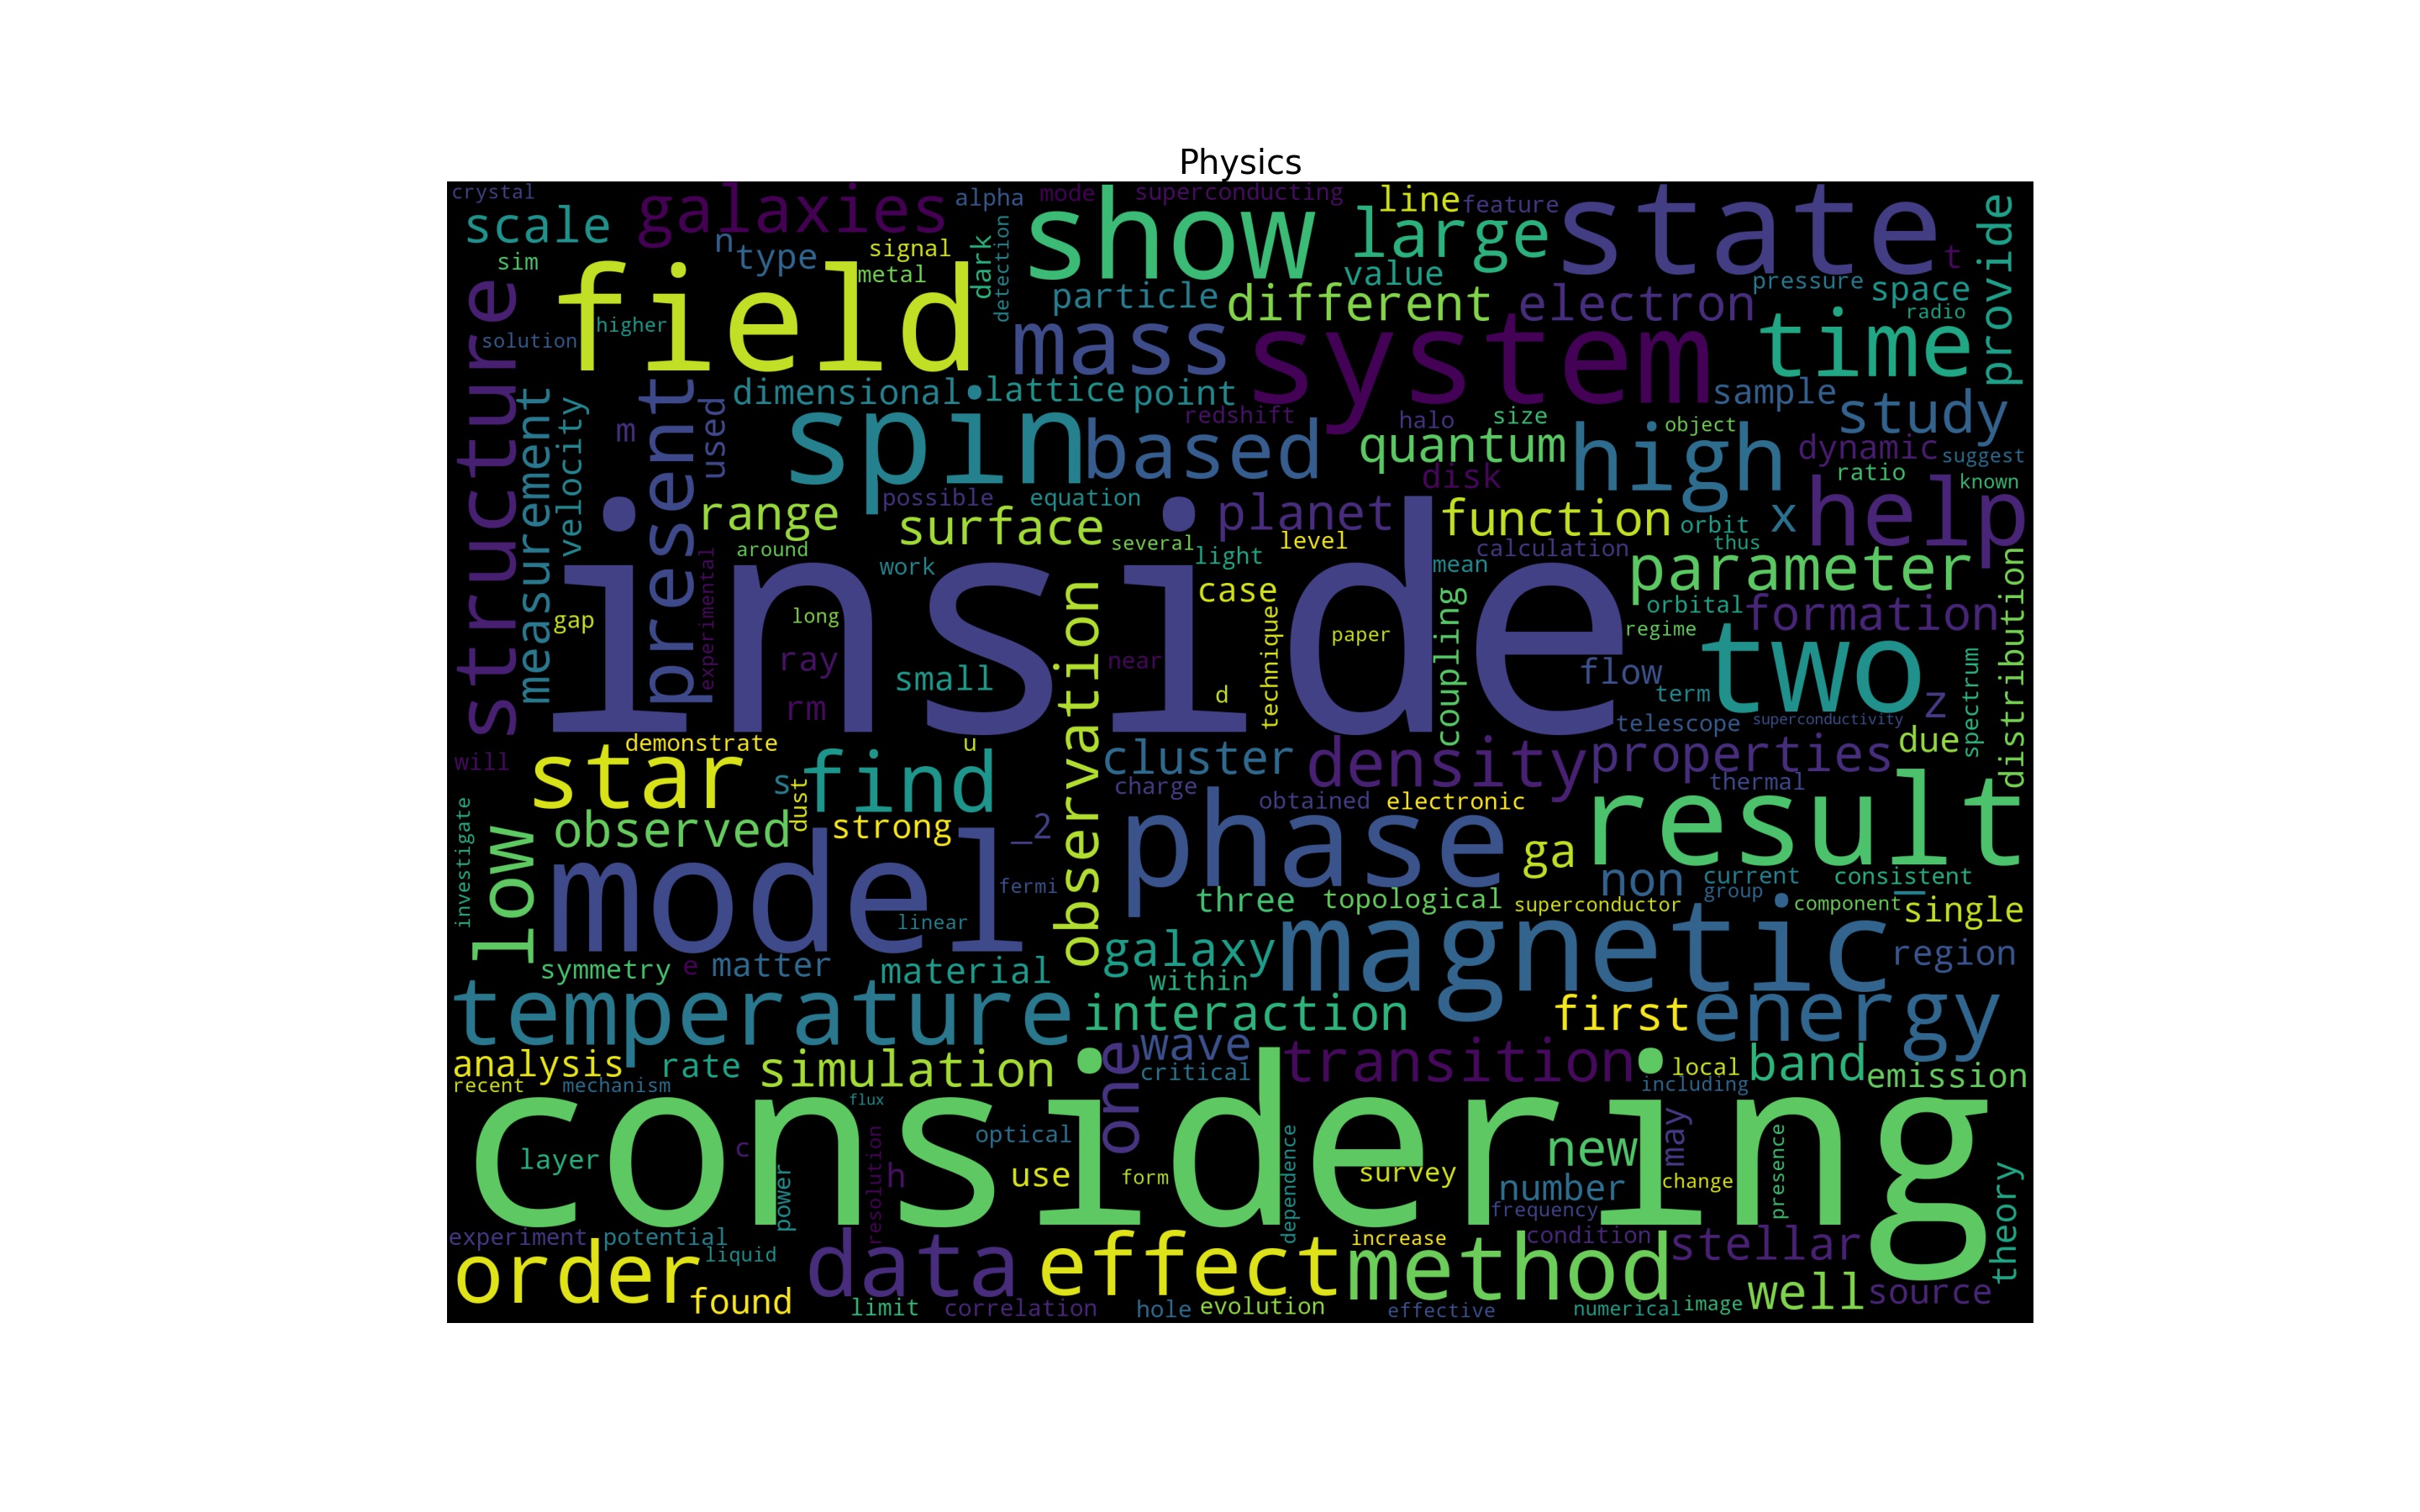 Physics
crystal galaxies alpha mode superconducting line feature state provide
scale n type signal dark detection show large t
sim metal value pressure space
structure field higher particle different electron radio
solution mass system time
measurement velocity present used dimensional lattice point sample study
m spin based redshift halo size object quantum high dynamic suggest
disk ratio known
possible equation planet function orbit x help
range surface several level calculation thus
experimental around work light mean parameter distribution
inside case orbital formation
gap long observation technique paper coupling regime two
ray small near flow spectrum
rm d term z
telescope superconductivity
demonstrate u cluster density properties due
will star s find charge thermal
dust obtained electronic result
investigate low observed strong _2 phase ga
model fermi non current consistent
linear three topological superconductor group component _ single
symmetry e matter material galaxy magnetic region
within
temperature interaction first energy
analysis rate simulation one wave transition local band emission
recent mechanism critical including
flux considering
layer c power resolution h optical use form dependence survey new may change presence theory
number
frequency
experiment potential increase condition stellar
order liquid data effect method well source
found limit correlation hole evolution effective numerical image